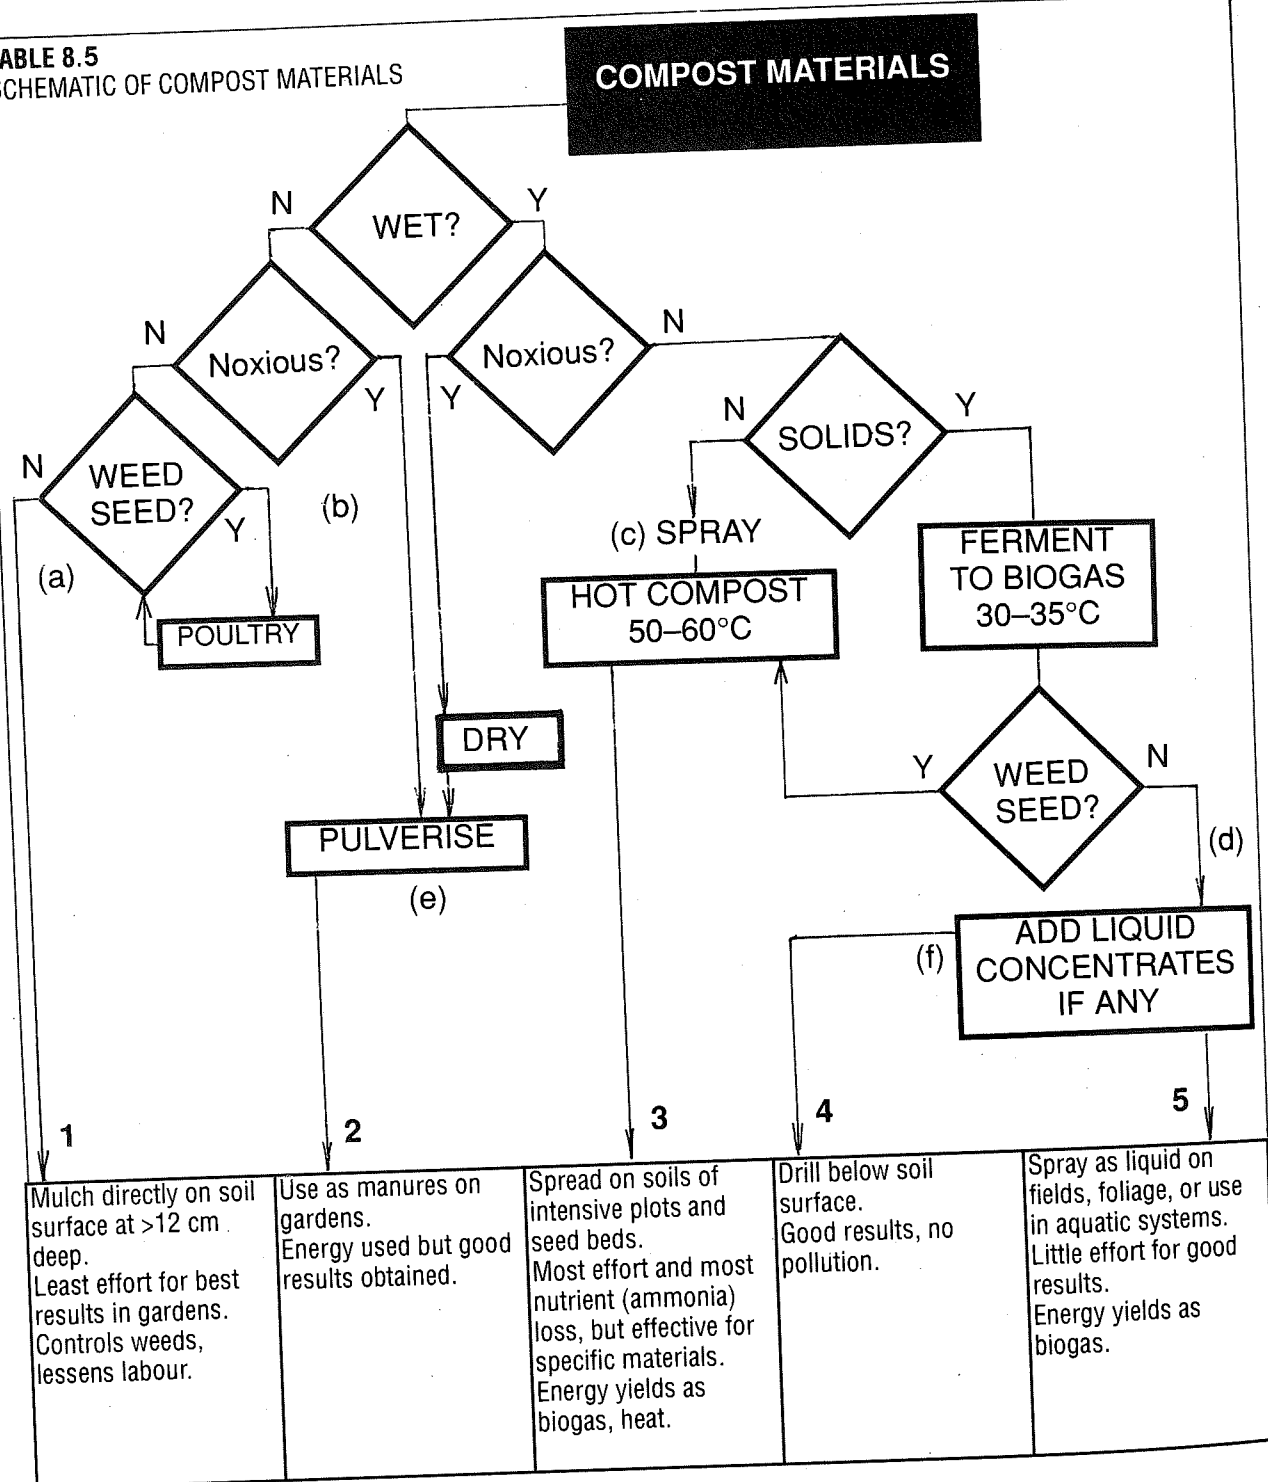 ABLE 8.5
SCHEMATIC OF COMPOST MATERIALS
COMPOST MATERIALS
WET?
N
Y
Noxious?
N
Y
Noxious?
Y
N
WEED
SEED?
N
Y
(a)
(b)
POULTRY
SOLIDS?
N
Y
(c) SPRAY
HOT COMPOST
50–60°C
FERMENT
TO BIOGAS
30–35°C
DRY
PULVERISE
(e)
WEED
SEED?
Y
N
(d)
ADD LIQUID
CONCENTRATES
IF ANY
(f)
1
Mulch directly on soil
surface at >12 cm
deep.
Least effort for best
results in gardens.
Controls weeds,
lessens labour.
2
Use as manures on
gardens.
Energy used but good
results obtained.
3
Spread on soils of
intensive plots and
seed beds.
Most effort and most
nutrient (ammonia)
loss, but effective for
specific materials.
Energy yields as
biogas, heat.
4
Drill below soil
surface.
Good results, no
pollution.
5
Spray as liquid on
fields, foliage, or use
in aquatic systems.
Little effort for good
results.
Energy yields as
biogas.